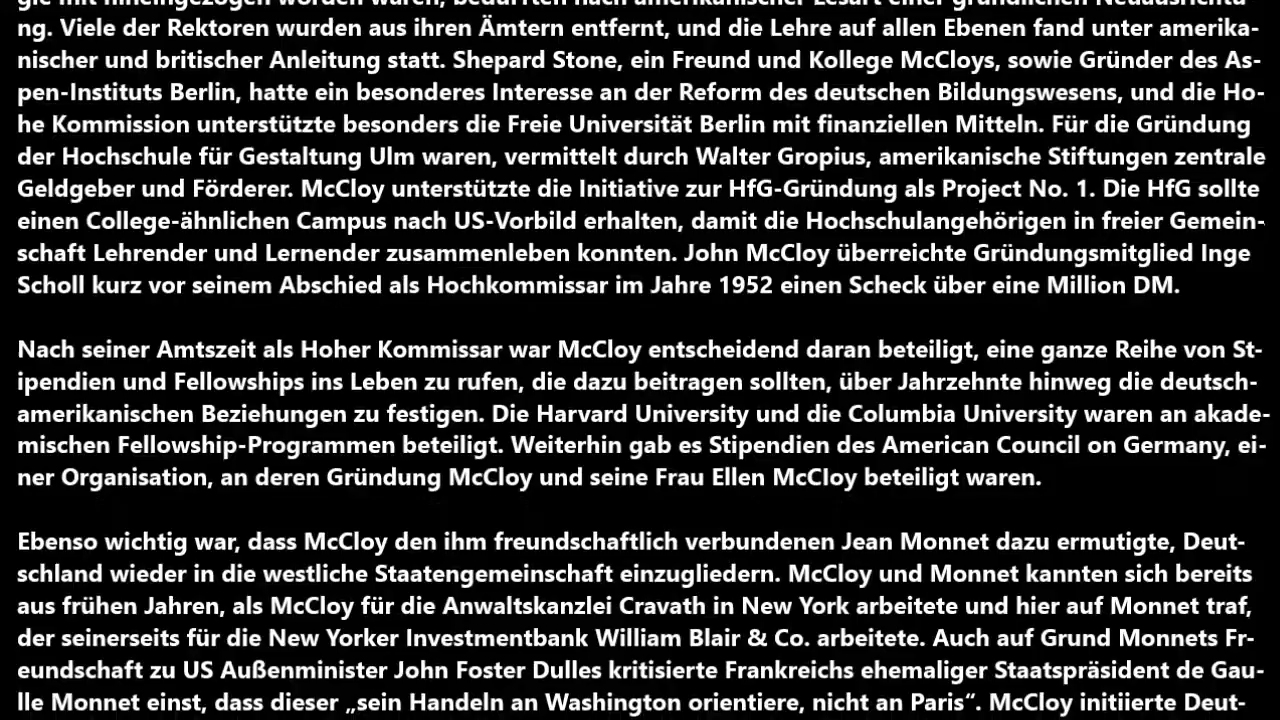 gie mit hineingezogen worden waren, bedurften nach amerikanischer Lesart einer gründlichen Neuausrichtu-
ng. Viele der Rektoren wurden aus ihren Ämtern entfernt, und die Lehre auf allen Ebenen fand unter amerika-
nischer und britischer Anleitung statt. Shepard Stone, ein Freund und Kollege McCloys, sowie Gründer des As-
pen-Instituts Berlin, hatte ein besonderes Interesse an der Reform des deutschen Bildungswesens, und die Ho-
he Kommission unterstützte besonders die Freie Universität Berlin mit finanziellen Mitteln. Für die Gründung
der Hochschule für Gestaltung Ulm waren, vermittelt durch Walter Gropius, amerikanische Stiftungen zentrale
Geldgeber und Förderer. McCloy unterstützte die Initiative zur HfG-Gründung als Project No. 1. Die HfG sollte
einen College-ähnlichen Campus nach US-Vorbild erhalten, damit die Hochschulangehörigen in freier Gemein-
schaft Lehrender und Lernender zusammenleben konnten. John McCloy überreichte Gründungsmitglied Inge
Scholl kurz vor seinem Abschied als Hochkommissar im Jahre 1952 einen Scheck über eine Million DM.
Nach seiner Amtszeit als Hoher Kommissar war McCloy entscheidend daran beteiligt, eine ganze Reihe von St-
ipendien und Fellowships ins Leben zu rufen, die dazu beitragen sollten, über Jahrzehnte hinweg die deutsch-
amerikanischen Beziehungen zu festigen. Die Harvard University und die Columbia University waren an akade-
mischen Fellowship-Programmen beteiligt. Weiterhin gab es Stipendien des American Council on Germany, ei-
ner Organisation, an deren Gründung McCloy und seine Frau Ellen McCloy beteiligt waren.
Ebenso wichtig war, dass McCloy den ihm freundschaftlich verbundenen Jean Monnet dazu ermutigte, Deut-
schland wieder in die westliche Staatengemeinschaft einzugliedern. McCloy und Monnet kannten sich bereits
aus frühen Jahren, als McCloy für die Anwaltskanzlei Cravath in New York arbeitete und hier auf Monnet traf,
der seinerseits für die New Yorker Investmentbank William Blair & Co. arbeitete. Auch auf Grund Monnets Fr-
eundschaft zu US Außenminister John Foster Dulles kritisierte Frankreichs ehemaliger Staatspräsident de Gau-
lle Monnet einst, dass dieser „sein Handeln an Washington orientiere, nicht an Paris“. McCloy initiierte Deut-